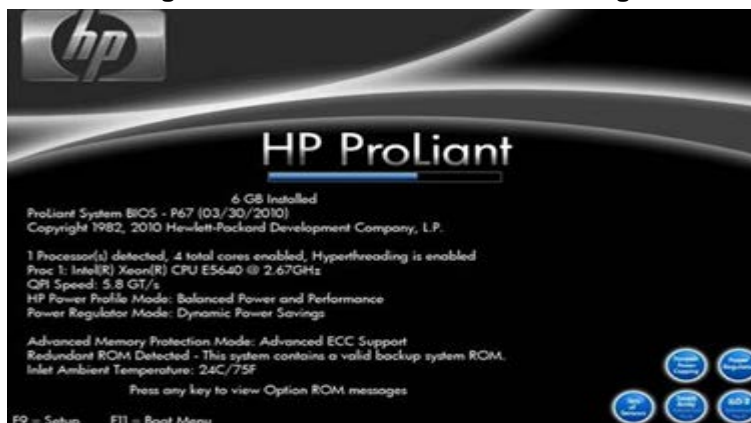 hp
HP ProLiant
6 GB Installed
ProLiant System BIOS - P67 (03/30/2010)
Copyright 1982, 2010 Hewlett-Packard Development Company, L.P.
1 Processor(s) detected, 4 total cores enabled, Hyperthreading is enabled
Proc 1: Intel(R) Xeon(R) CPU E5640 @ 2.67GHz
QPI Speed: 5.8 GT/s
HP Power Profile Mode: Balanced Power and Performance
Power Regulator Mode: Dynamic Power Savings
Advanced Memory Protection Mode: Advanced ECC Support
Redundant ROM Detected - This system contains a valid backup system ROM.
Inlet Ambient Temperature: 24C/75F
Press any key to view Option ROM messages
F9 = Setup F11 = Boot Menu